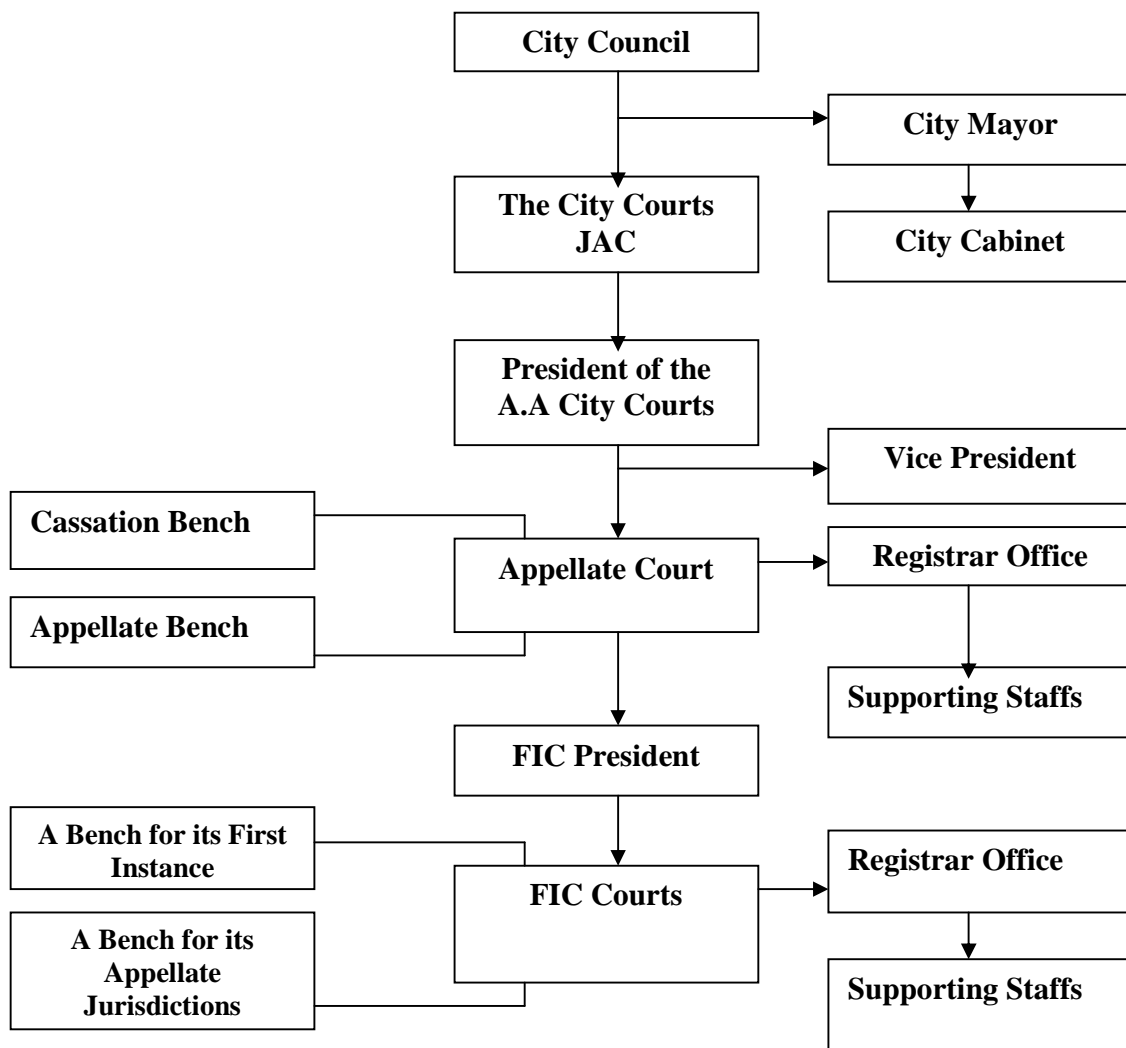 City Council
City Mayor
The City Courts
JAC
City Cabinet
President of the
A.A City Courts
Vice President
Cassation Bench
Appellate Court
Registrar Office
Appellate Bench
Supporting Staffs
FIC President
A Bench for its First
Instance
FIC Courts
Registrar Office
A Bench for its
Appellate
Jurisdictions
Supporting Staffs